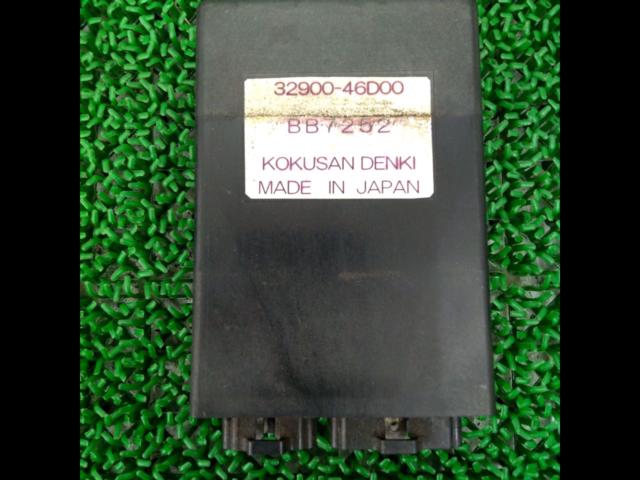 32900-46D00
BB7252
KOKUSAN DENKI
MADE IN JAPAN